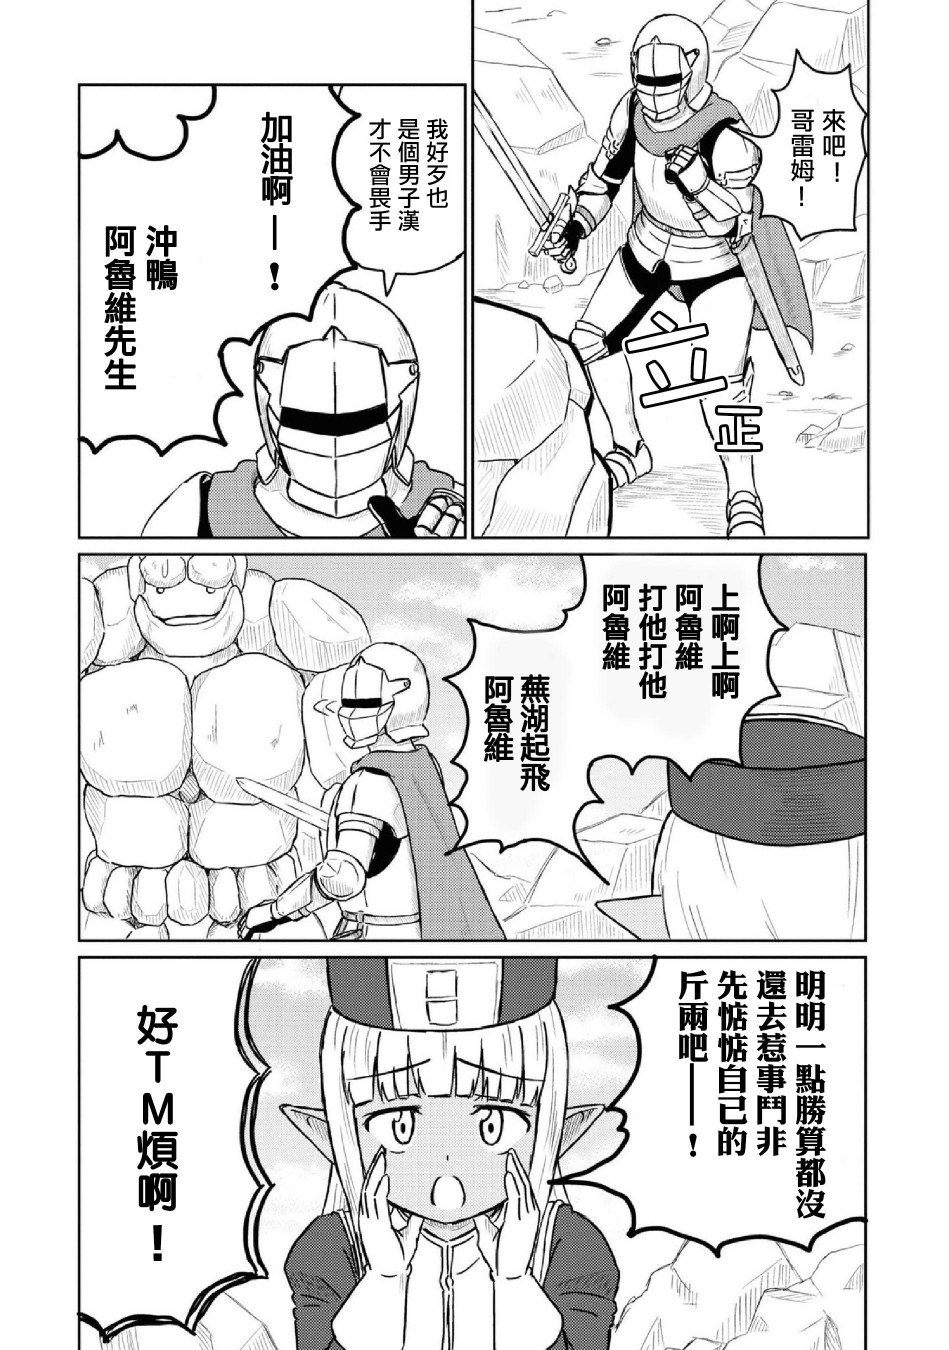 來吧！
哥雷姆！
立
正
我好歹也
是個男子漢
才不會畏手
加油啊—！
沖鴨
阿魯維先生
上啊上啊
阿魯維
打他打他
阿魯維
蕪湖起飛
阿魯維
明明一點勝算都沒
還去惹事鬥非
先惦惦自己的
斤兩吧——！
好TM煩啊！